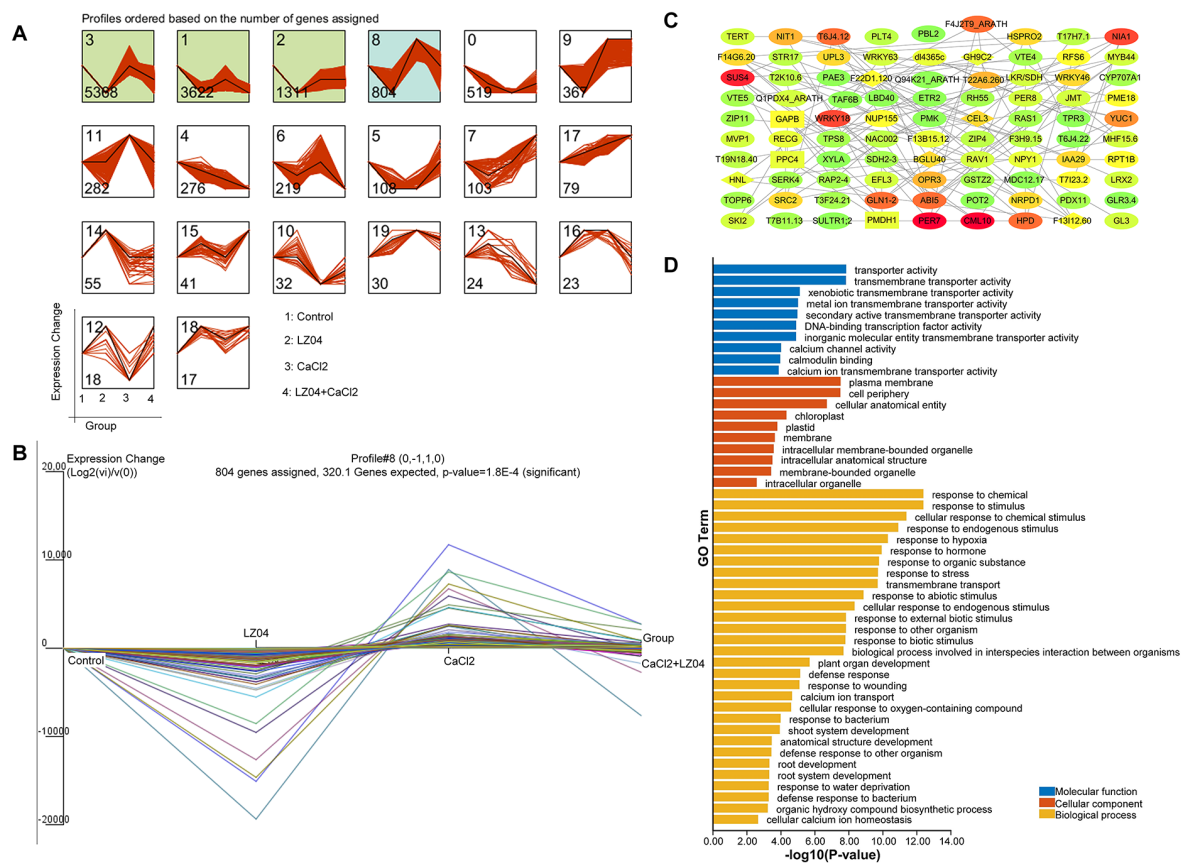 A
Profiles ordered based on the number of genes assigned
3
5368
1
3622
2
1311
8
804
0
519
9
367
11
282
4
276
6
219
5
108
7
103
17
79
14
55
15
41
10
32
19
30
13
24
16
23
12
18
18
17
Expression Change
1 2 3 4
Group
1: Control
2: LZ04
3: CaCl2
4: LZ04+CaCl2
B
Expression Change
(Log2(vi)/v(0))
Profile#8 (0,-1,1,0)
804 genes assigned, 320.1 Genes expected, p-value=1.8E-4 (significant)
20,00
10,000
0
-10000
-20000
Control
LZ04
CaCl2
Group
CaCl2+LZ04
C
F4J2T9_ARATH
TERT NIT1 T6J4.12 PLT4 PBL2 HSPRO2 T17H7.1 NIA1
F14G6.20 STR17 UPL3 WRKY63 dl4365c GH9C2 VTE4 RFS6 MYB44
SUS4 T2K10.6 PAE3 F22D1.120 Q94K21_ARATH T22A6.260 LKR/SDH WRKY46 CYP707A1
VTE5 Q1PDX4_ARATH TAF6B LBD40 ETR2 RH55 PER8 JMT PME18
ZIP11 GAPB WRKY18 NUP155 PMK CEL3 RAS1 TPR3 YUC1
MVP1 RECG TPS8 NAC002 F13B15.12 ZIP4 F3H9.15 T6J4.22 MHF15.6
T19N18.40 PPC4 XYLA SDH2-3 BGLU40 RAV1 NPY1 IAA29 RPT1B
HNL SERK4 RAP2-4 EFL3 OPR3 GSTZ2 MDC12.17 T7I23.2 LRX2
TOPP6 SRC2 T3F24.21 GLN1-2 ABI5 POT2 NRPD1 PDX11 GLR3.4
SKI2 T7B11.13 SULTR1;2 PMDH1 PER7 CML10 HPD F13I12.60 GL3
D
GO Term
transporter activity
transmembrane transporter activity
xenobiotic transmembrane transporter activity
metal ion transmembrane transporter activity
secondary active transmembrane transporter activity
DNA-binding transcription factor activity
inorganic molecular entity transmembrane transporter activity
calcium channel activity
calmodulin binding
calcium ion transmembrane transporter activity
plasma membrane
cell periphery
cellular anatomical entity
chloroplast
plastid
membrane
intracellular membrane-bounded organelle
intracellular anatomical structure
membrane-bounded organelle
intracellular organelle
response to chemical
response to stimulus
cellular response to chemical stimulus
response to endogenous stimulus
response to hypoxia
response to hormone
response to organic substance
response to stress
transmembrane transport
response to abiotic stimulus
cellular response to endogenous stimulus
response to external biotic stimulus
response to other organism
response to biotic stimulus
biological process involved in interspecies interaction between organisms
plant organ development
defense response
response to wounding
calcium ion transport
cellular response to oxygen-containing compound
response to bacterium
shoot system development
anatomical structure development
defense response to other organism
root development
root system development
response to water deprivation
defense response to bacterium
organic hydroxy compound biosynthetic process
cellular calcium ion homeostasis
Molecular function
Cellular component
Biological process
0.00 2.00 4.00 6.00 8.00 10.00 12.00 14.00
-log10(P-value)